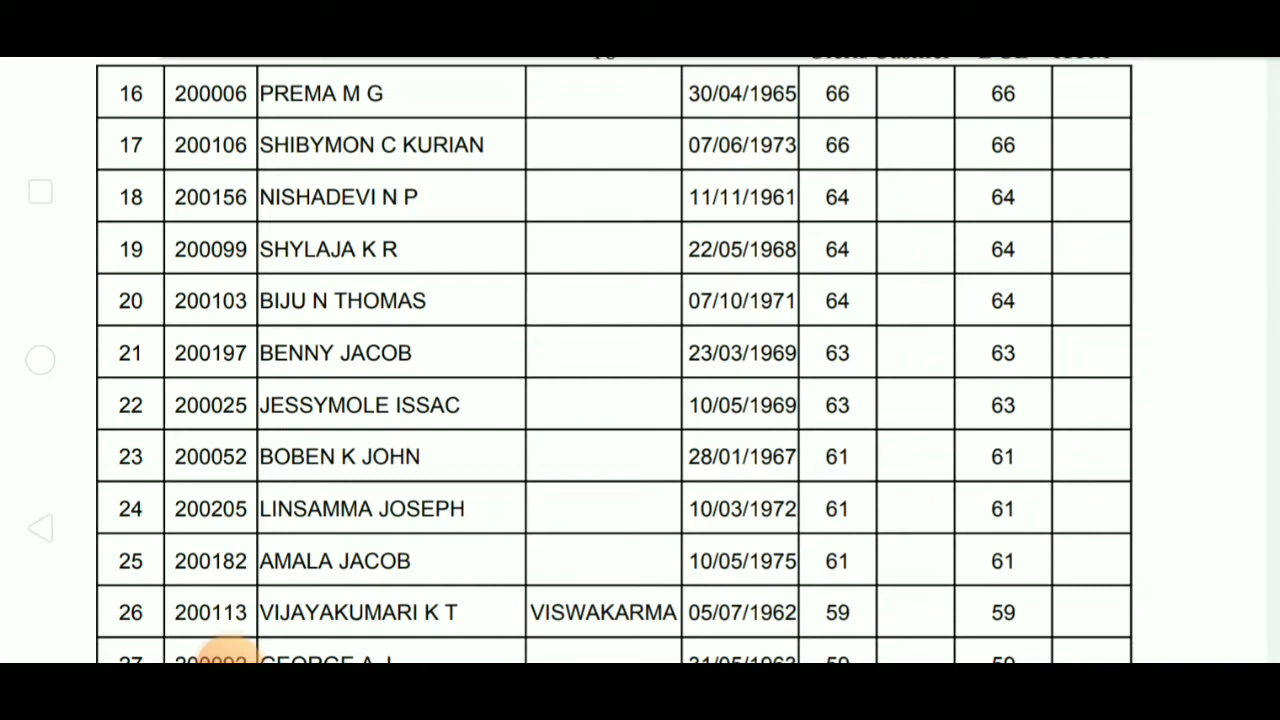 16 200006 PREMA M G 30/04/1965 66 66
17 200106 SHIBYMON C KURIAN 07/06/1973 66 66
18 200156 NISHADEVI N P 11/11/1961 64 64
19 200099 SHYLAJA K R 22/05/1968 64 64
20 200103 BIJU N THOMAS 07/10/1971 64 64
21 200197 BENNY JACOB 23/03/1969 63 63
22 200025 JESSYMOLE ISSAC 10/05/1969 63 63
23 200052 BOBEN K JOHN 28/01/1967 61 61
24 200205 LINSAMMA JOSEPH 10/03/1972 61 61
25 200182 AMALA JACOB 10/05/1975 61 61
26 200113 VIJAYAKUMARI K T VISWAKARMA 05/07/1962 59 59
27 GEORGE 59 59